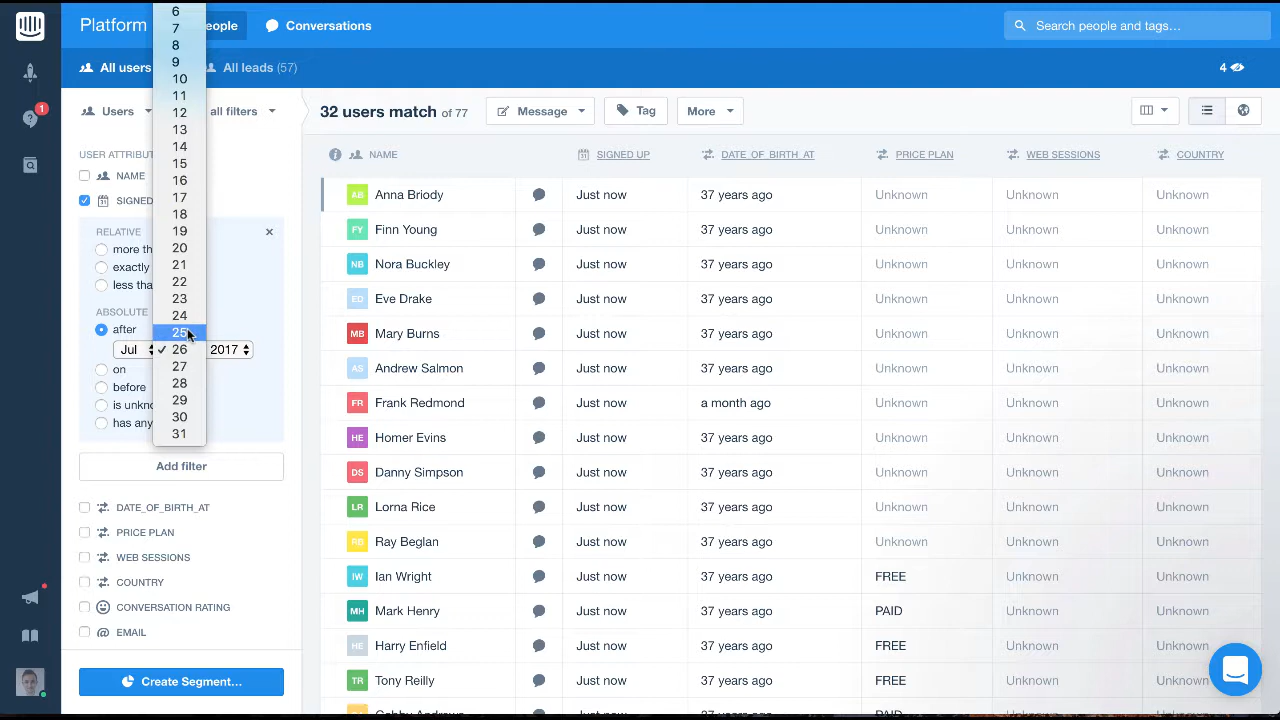 Platform
eople
Conversations
Search people and tags…
All users
All leads (57)
4
1
Users
all filters
32 users match of 77
Message
Tag
More
USER ATTRIBUT
NAME
SIGNED
RELATIVE
more th
exactly
less tha
ABSOLUTE
after
Jul
2017
on
before
is unkno
has any
Add filter
DATE_OF_BIRTH_AT
PRICE PLAN
WEB SESSIONS
COUNTRY
CONVERSATION RATING
EMAIL
Create Segment…
6
7
8
9
10
11
12
13
14
15
16
17
18
19
20
21
22
23
24
25
✓ 26
27
28
29
30
31
NAME SIGNED UP DATE_OF_BIRTH_AT PRICE PLAN WEB SESSIONS COUNTRY
AB Anna Briody Just now 37 years ago Unknown Unknown Unknown
FY Finn Young Just now 37 years ago Unknown Unknown Unknown
NB Nora Buckley Just now 37 years ago Unknown Unknown Unknown
ED Eve Drake Just now 37 years ago Unknown Unknown Unknown
MB Mary Burns Just now 37 years ago Unknown Unknown Unknown
AS Andrew Salmon Just now 37 years ago Unknown Unknown Unknown
FR Frank Redmond Just now a month ago Unknown Unknown Unknown
HE Homer Evins Just now 37 years ago Unknown Unknown Unknown
DS Danny Simpson Just now 37 years ago Unknown Unknown Unknown
LR Lorna Rice Just now 37 years ago Unknown Unknown Unknown
RB Ray Beglan Just now 37 years ago Unknown Unknown Unknown
IW Ian Wright Just now 37 years ago FREE Unknown Unknown
MH Mark Henry Just now 37 years ago PAID Unknown Unknown
HE Harry Enfield Just now 37 years ago FREE Unknown Unknown
TR Tony Reilly Just now 37 years ago FREE Unknown Unknown